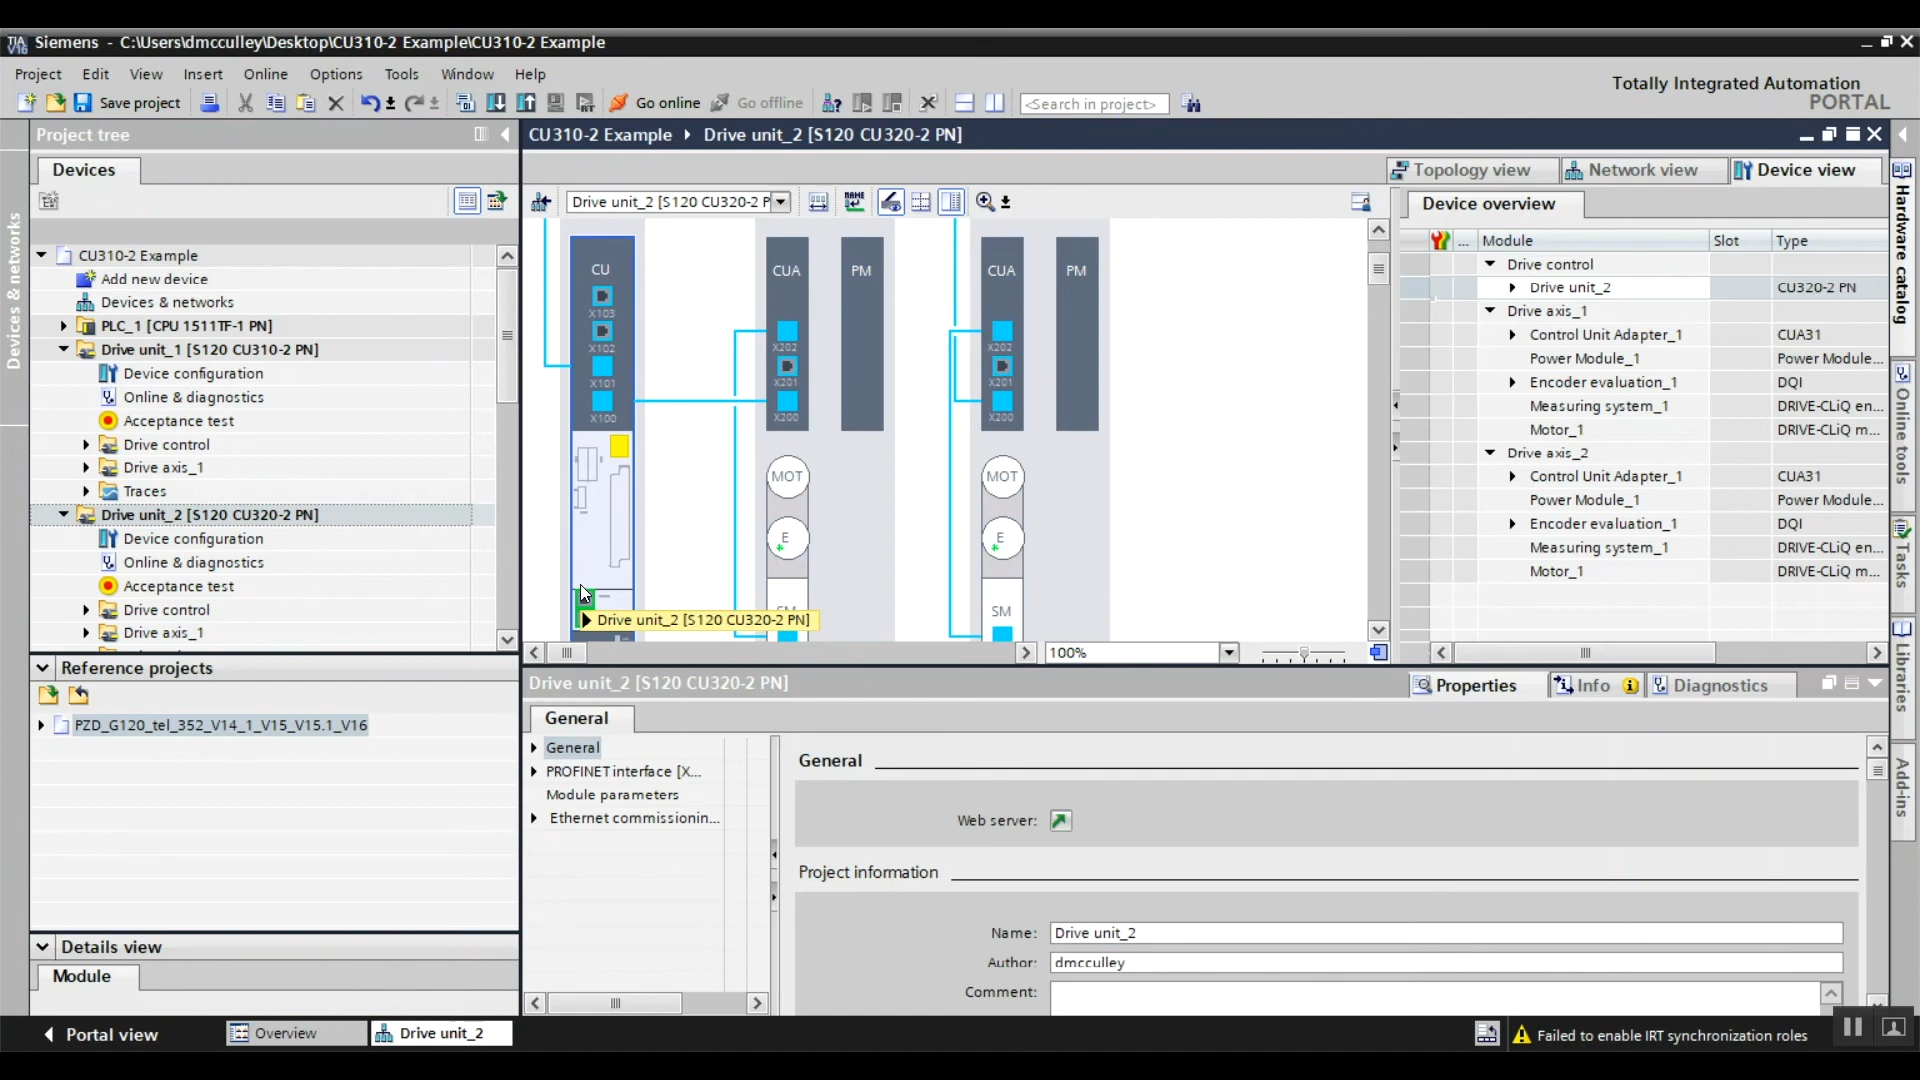 Siemens - C:\Users\dmcculley\Desktop\CU310-2 Example\CU310-2 Example
Project Edit View Insert Online Options Tools Window Help
Totally Integrated Automation
PORTAL
Save project
Go online
Go offline
<Search in project>
Project tree
CU310-2 Example
Drive unit_2 [S120 CU320-2 PN]
Devices
Topology view
Network view
Device view
Drive unit_2 [S120 CU320-2 P
Device overview
Devices & networks
CU310-2 Example
Add new device
Devices & networks
PLC_1 [CPU 1511TF-1 PN]
Drive unit_1 [S120 CU310-2 PN]
Device configuration
Online & diagnostics
Acceptance test
Drive control
Drive axis_1
Traces
Drive unit_2 [S120 CU320-2 PN]
Device configuration
Online & diagnostics
Acceptance test
Drive control
Drive axis_1
CU
X103
X102
X101
X100
CUA
X202
X201
X200
PM
MOT
E
SM
CUA
X202
X201
X200
PM
MOT
E
SM
Drive unit_2 [S120 CU320-2 PN]
100%
... Module Slot Type
Drive control
Drive unit_2 CU320-2 PN
Drive axis_1
Control Unit Adapter_1 CUA31
Power Module_1 Power Module...
Encoder evaluation_1 DQI
Measuring system_1 DRIVE-CLiQ en...
Motor_1 DRIVE-CLiQ m...
Drive axis_2
Control Unit Adapter_1 CUA31
Power Module_1 Power Module...
Encoder evaluation_1 DQI
Measuring system_1 DRIVE-CLiQ en...
Motor_1 DRIVE-CLiQ m...
Hardware catalog
Online tools
Tasks
Libraries
Add-ins
Reference projects
PZD_G120_tel_352_V14_1_V15_V15.1_V16
Details view
Module
Drive unit_2 [S120 CU320-2 PN]
Properties
Info
Diagnostics
General
General
PROFINET interface [X...
Module parameters
Ethernet commissionin...
General
Web server:
Project information
Name: Drive unit_2
Author: dmcculley
Comment:
Portal view
Overview
Drive unit_2
Failed to enable IRT synchronization roles